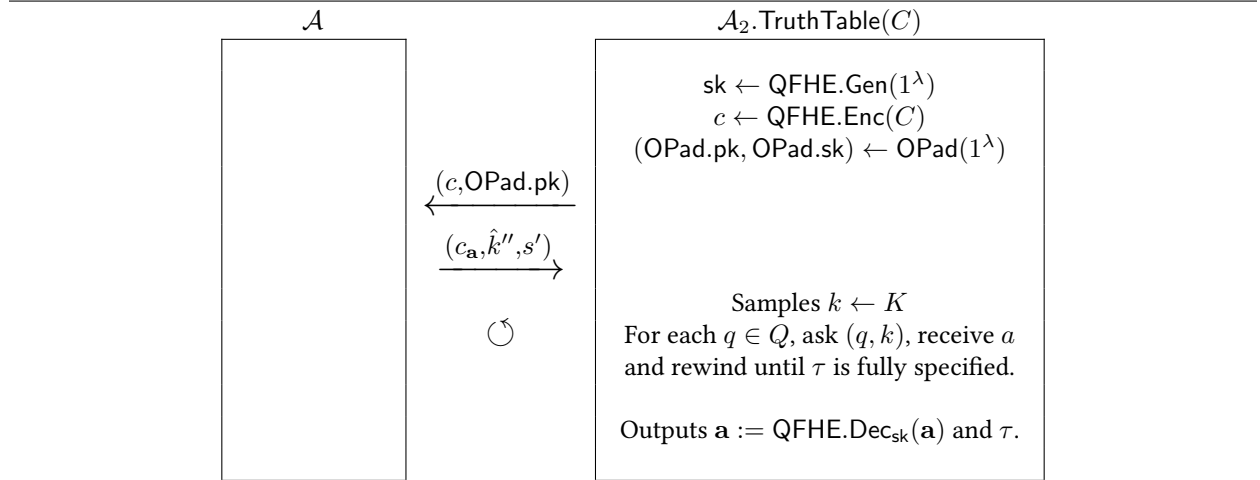 𝒜
𝒜₂.TruthTable(C)
sk ← QFHE.Gen(1^λ)
c ← QFHE.Enc(C)
(OPad.pk, OPad.sk) ← OPad(1^λ)
(c,OPad.pk)
(c_𝐚,k̂′′,s′)
Samples k ← K
For each q ∈ Q, ask (q, k), receive a
↺
and rewind until τ is fully specified.
Outputs 𝐚 := QFHE.Dec_sk(𝐚) and τ.